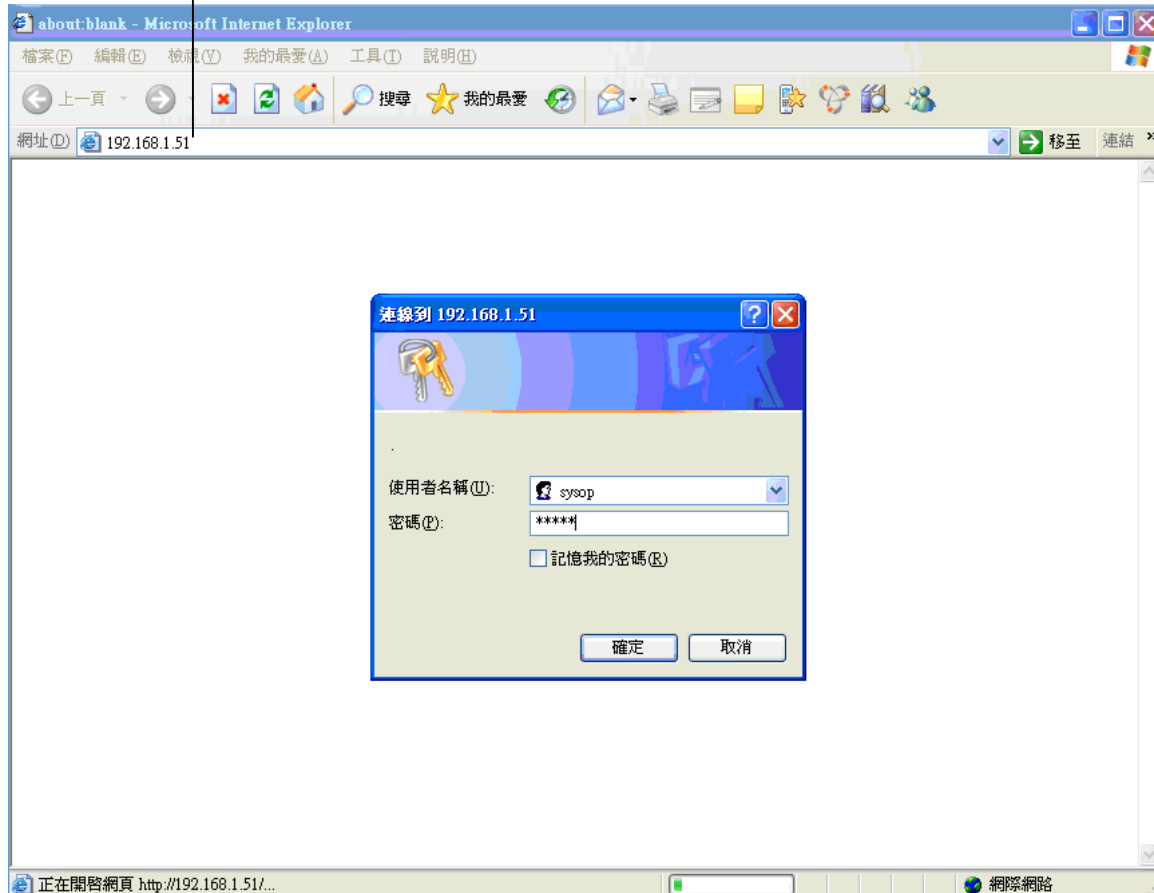 about:blank - Microsoft Internet Explorer
檔案(F) 編輯(E) 檢視(V) 我的最愛(A) 工具(T) 說明(H)
上一頁 搜尋 我的最愛
網址(D) 192.168.1.51 移至 連結 »
連線到 192.168.1.51
.
使用者名稱(U): sysop
密碼(P): *****
記憶我的密碼(R)
確定 取消
正在開啓網頁 http://192.168.1.51/... 網際網路